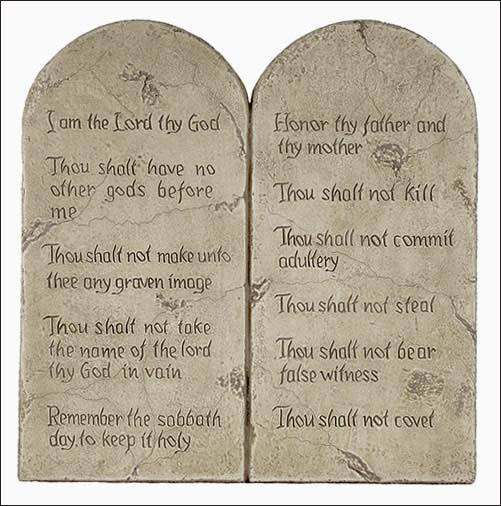 I am the Lord thy God
Thou shalt have no
other gods before
me
Thou shalt not make unto
thee any graven image
Thou shalt not take
the name of the lord
thy God in vain
Remember the sabbath
day, to keep it holy
Honor thy father and
thy mother
Thou shalt not kill
Thou shall not commit
adultery
Thou shalt not steal
Thou shalt not bear
false witness
Thou shalt not covet